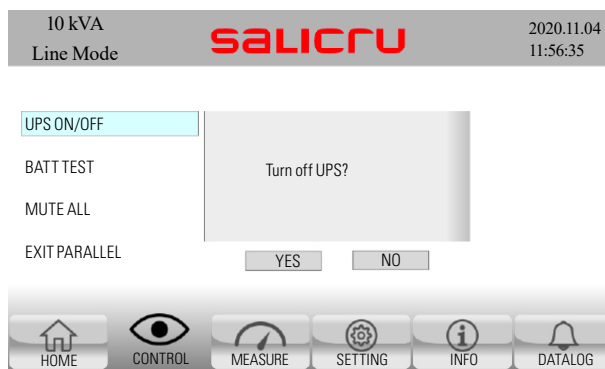 10 kVA
Line Mode
salicru
2020.11.04
11:56:35
UPS ON/OFF
BATT TEST
MUTE ALL
EXIT PARALLEL
Turn off UPS?
YES NO
HOME CONTROL MEASURE SETTING INFO DATALOG